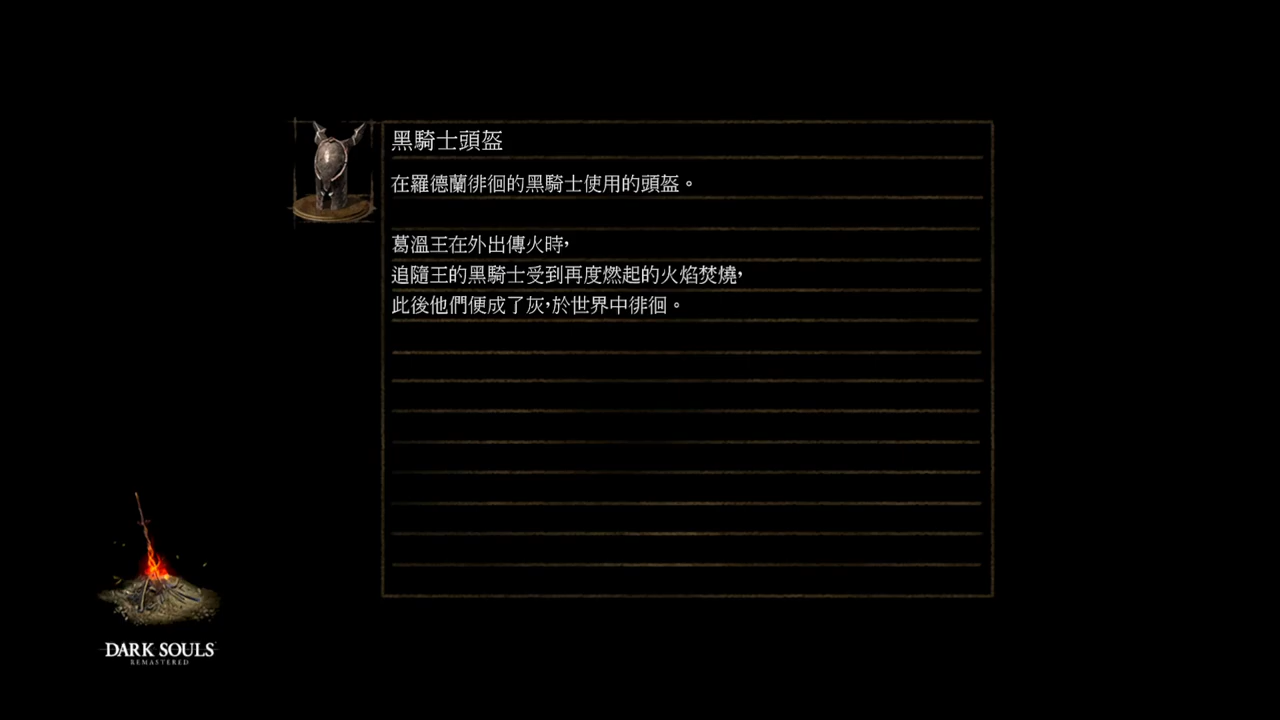 黑騎士頭盔
在羅德蘭徘徊的黑騎士使用的頭盔。
葛溫王在外出傳火時,
追隨王的黑騎士受到再度燃起的火焰焚燒,
此後他們便成了灰,於世界中徘徊。
DARK SOULS
REMASTERED